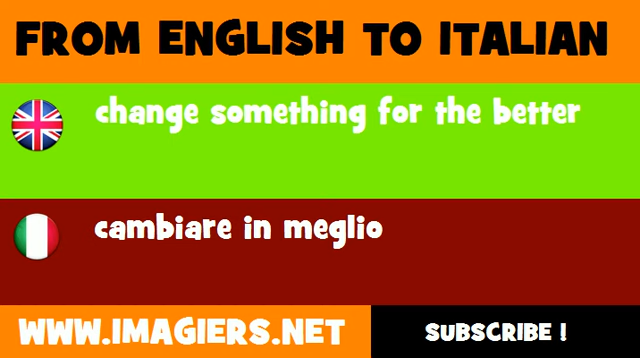 FROM ENGLISH TO ITALIAN
change something for the better
cambiare in meglio
WWW.IMAGIERS.NET
SUBSCRIBE !